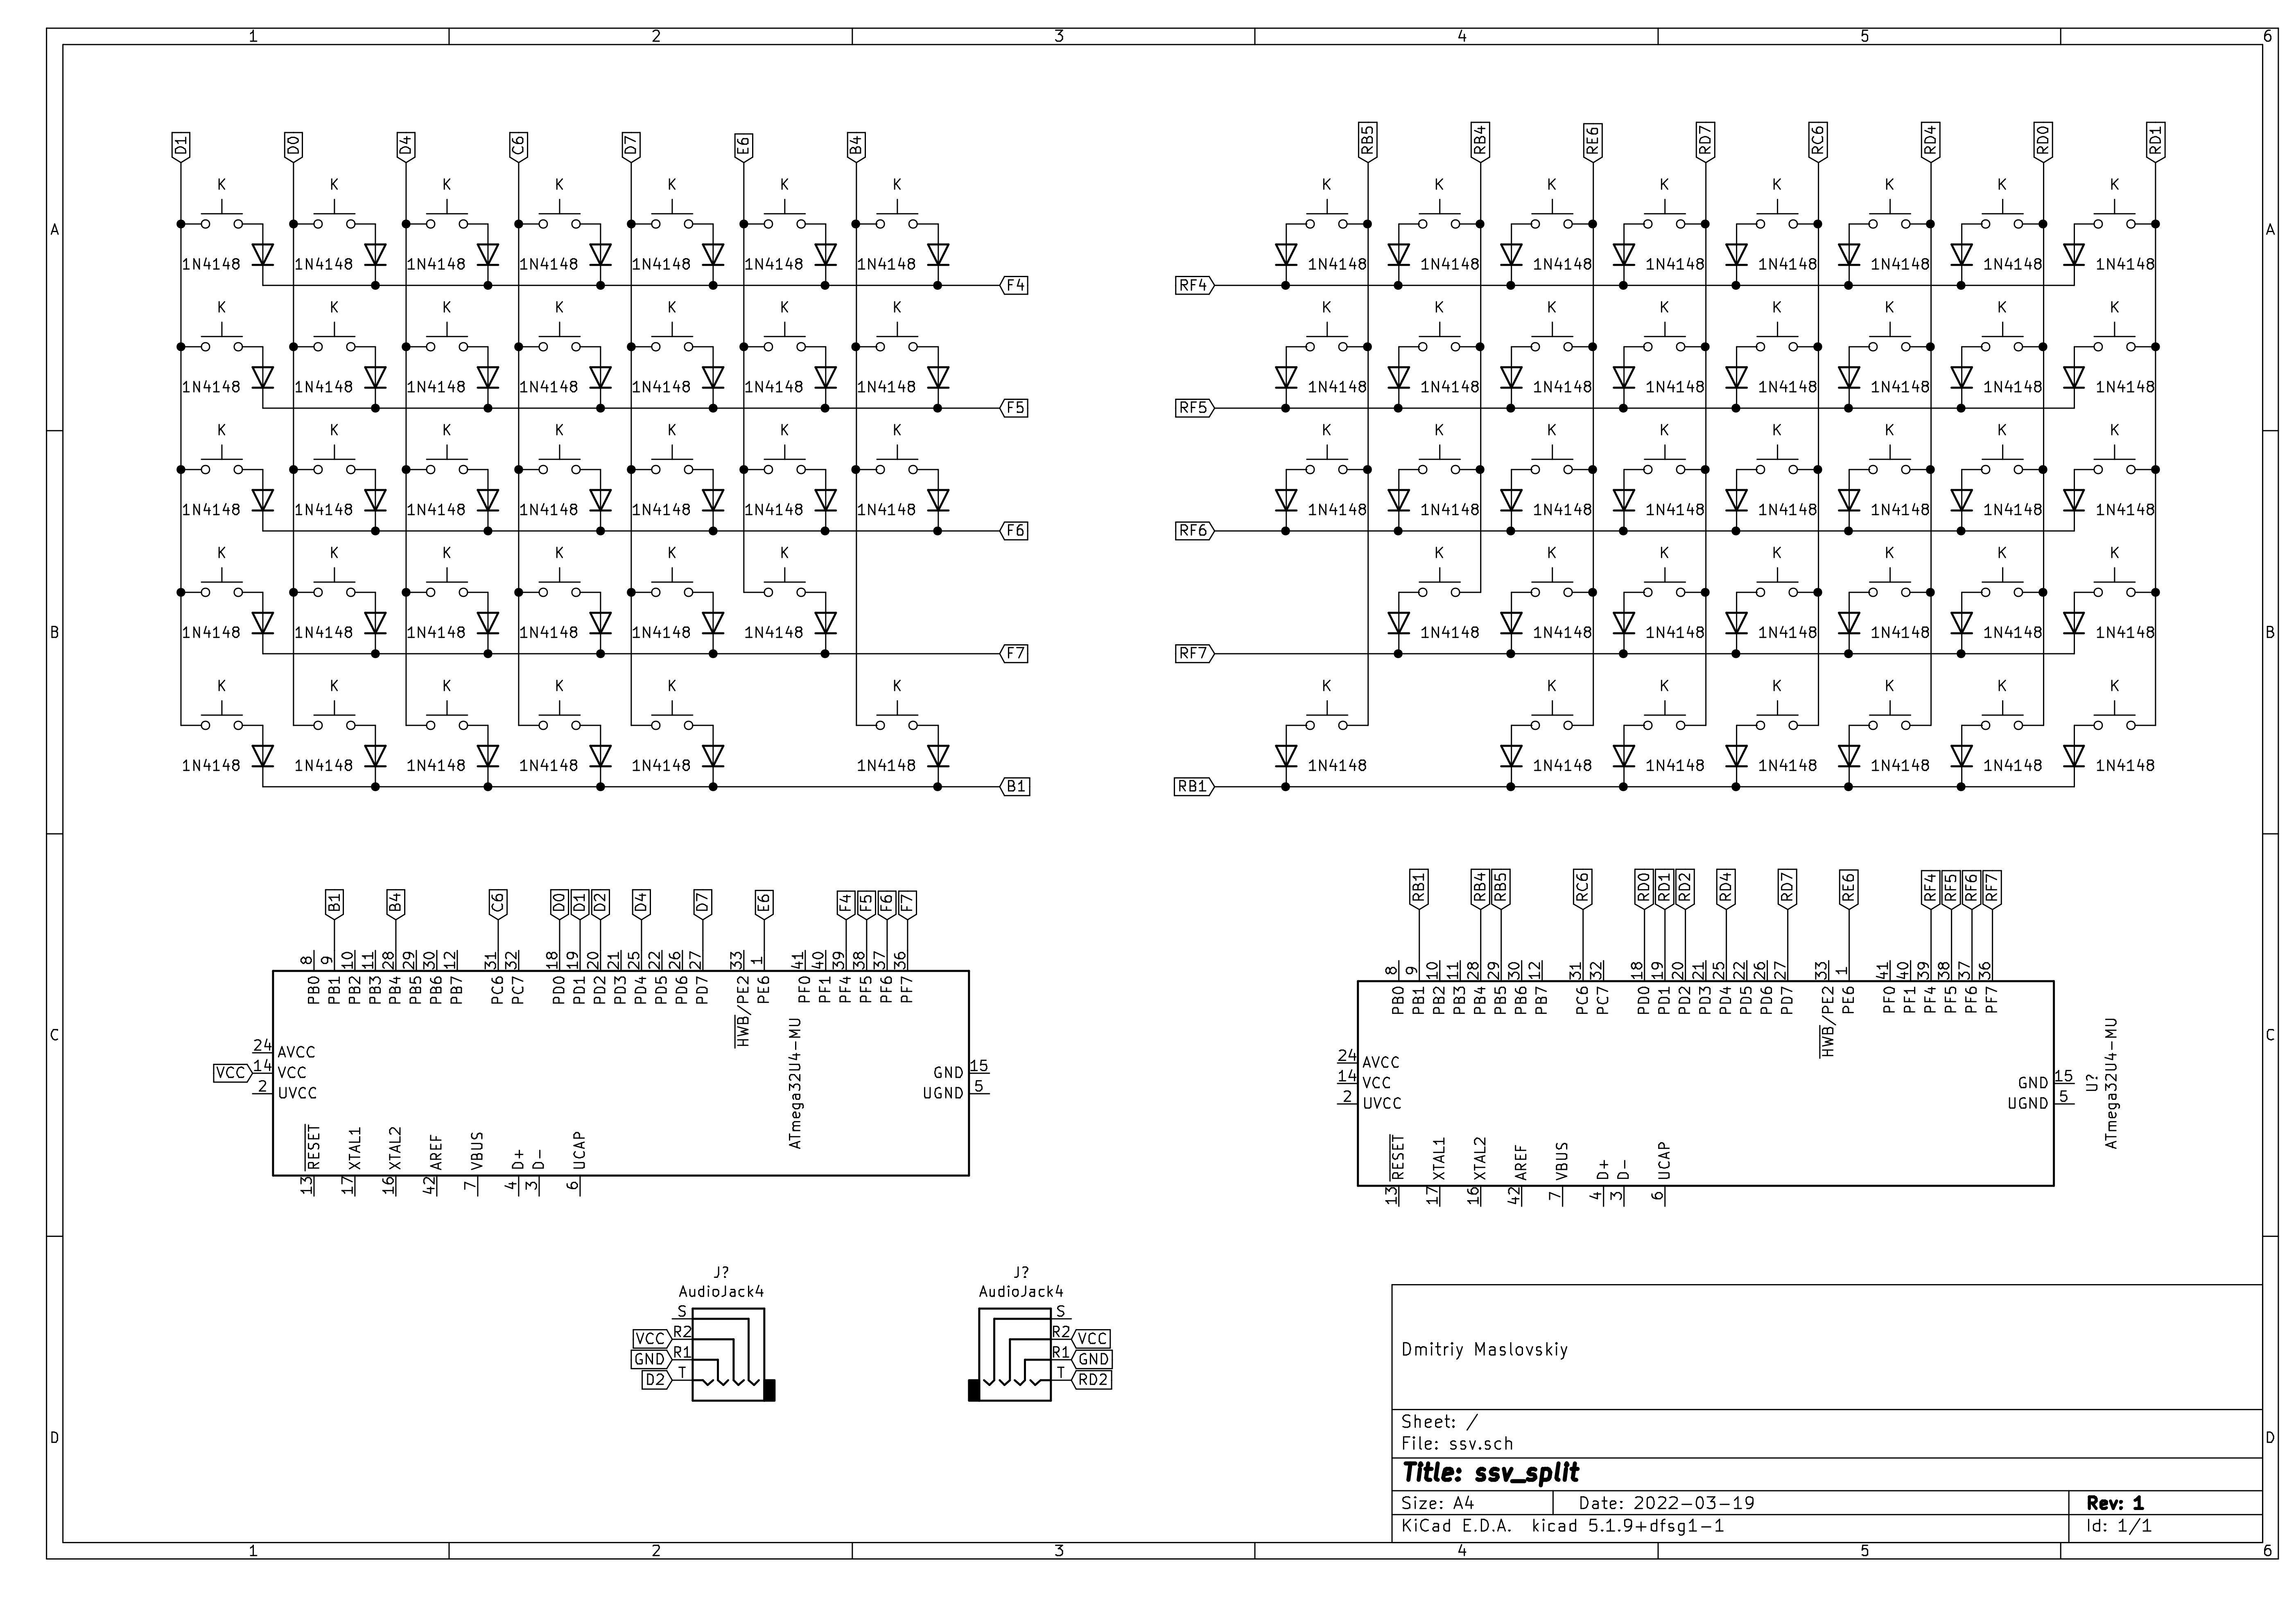 1 2 3 4 5 6
D1 D0 D4 C6 D7 E6 B4 RB5 RB4 RE6 RD7 RC6 RD4 RD0 RD1
K K K K K K K K K K K K K K K
A A
1N4148 1N4148 1N4148 1N4148 1N4148 1N4148 1N4148 1N4148 1N4148 1N4148 1N4148 1N4148 1N4148 1N4148 1N4148
F4 RF4
K K K K K K K K K K K K K K K
1N4148 1N4148 1N4148 1N4148 1N4148 1N4148 1N4148 1N4148 1N4148 1N4148 1N4148 1N4148 1N4148 1N4148 1N4148
F5 RF5
K K K K K K K K K K K K K K K
1N4148 1N4148 1N4148 1N4148 1N4148 1N4148 1N4148 1N4148 1N4148 1N4148 1N4148 1N4148 1N4148 1N4148 1N4148
F6 RF6
K K K K K K K K K K K K K
B 1N4148 1N4148 1N4148 1N4148 1N4148 1N4148 1N4148 1N4148 1N4148 1N4148 1N4148 1N4148 1N4148 B
F7 RF7
K K K K K K K K K K K K K
1N4148 1N4148 1N4148 1N4148 1N4148 1N4148 1N4148 1N4148 1N4148 1N4148 1N4148 1N4148 1N4148
B1 RB1
B1 B4 C6 D0 D1 D2 D4 D7 E6 F4 F5 F6 F7
8 9 10 11 28 29 30 12 31 32 18 19 20 21 25 22 26 27 33 1 41 40 39 38 37 36
PB0 PB1 PB2 PB3 PB4 PB5 PB6 PB7 PC6 PC7 PD0 PD1 PD2 PD3 PD4 PD5 PD6 PD7 HWB/PE2 PE6 PF0 PF1 PF4 PF5 PF6 PF7
C
24 AVCC
VCC 14 VCC GND 15
2 UVCC UGND 5
ATmega32U4-MU
RESET XTAL1 XTAL2 AREF VBUS D+ D- UCAP
13 17 16 42 7 4 3 6
RB1 RB4 RB5 RC6 RD0 RD1 RD2 RD4 RD7 RE6 RF4 RF5 RF6 RF7
8 9 10 11 28 29 30 12 31 32 18 19 20 21 25 22 26 27 33 1 41 40 39 38 37 36
PB0 PB1 PB2 PB3 PB4 PB5 PB6 PB7 PC6 PC7 PD0 PD1 PD2 PD3 PD4 PD5 PD6 PD7 HWB/PE2 PE6 PF0 PF1 PF4 PF5 PF6 PF7
C
24 AVCC
14 VCC GND 15
2 UVCC UGND 5
U?
ATmega32U4-MU
RESET XTAL1 XTAL2 AREF VBUS D+ D- UCAP
13 17 16 42 7 4 3 6
J?
AudioJack4
S
VCC R2
GND R1
D2 T
J?
AudioJack4
S
R2 VCC
R1 GND
T RD2
Dmitriy Maslovskiy
Sheet: /
File: ssv.sch
D D
Title: ssv_split
Size: A4 Date: 2022-03-19 Rev: 1
KiCad E.D.A. kicad 5.1.9+dfsg1-1 Id: 1/1
1 2 3 4 5 6